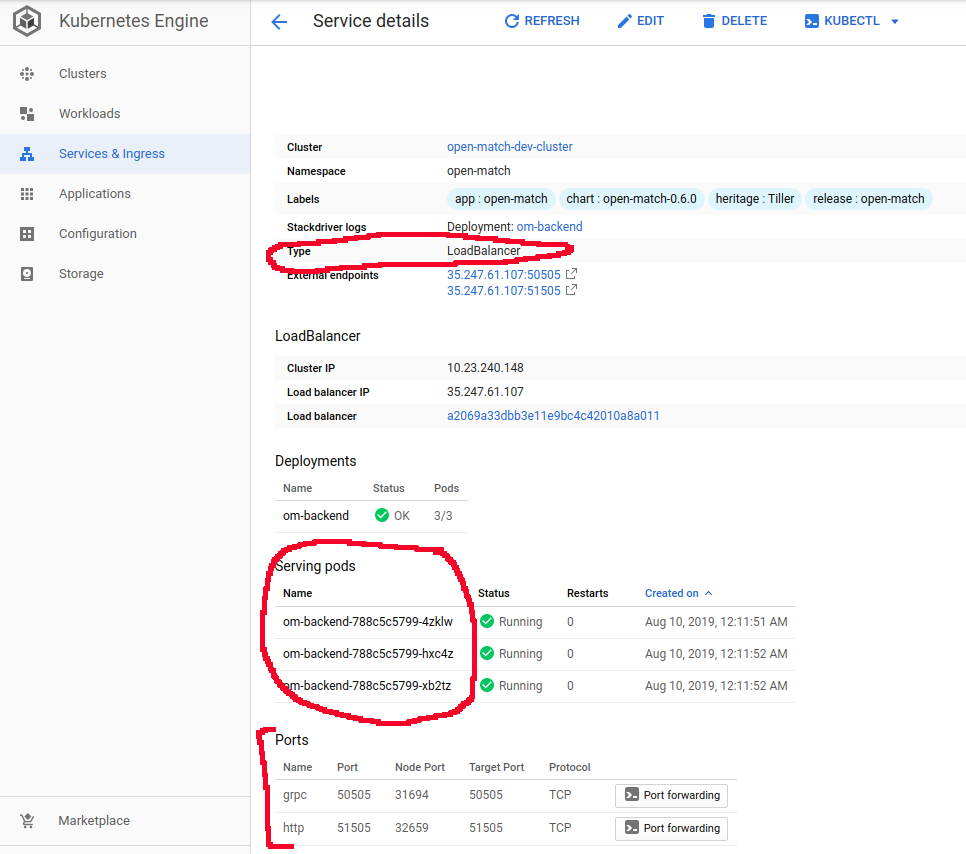 Kubernetes Engine
Service details REFRESH EDIT DELETE KUBECTL
Clusters
Workloads
Services & Ingress
Applications
Configuration
Storage
Marketplace
Cluster open-match-dev-cluster
Namespace open-match
Labels app : open-match chart : open-match-0.6.0 heritage : Tiller release : open-match
Stackdriver logs Deployment: om-backend
Type LoadBalancer
External endpoints 35.247.61.107:50505
35.247.61.107:51505
LoadBalancer
Cluster IP 10.23.240.148
Load balancer IP 35.247.61.107
Load balancer a2069a33dbb3e11e9bc4c42010a8a011
Deployments
Name Status Pods
om-backend OK 3/3
Serving pods
Name Status Restarts Created on
om-backend-788c5c5799-4zklw Running 0 Aug 10, 2019, 12:11:51 AM
om-backend-788c5c5799-hxc4z Running 0 Aug 10, 2019, 12:11:52 AM
om-backend-788c5c5799-xb2tz Running 0 Aug 10, 2019, 12:11:52 AM
Ports
Name Port Node Port Target Port Protocol
grpc 50505 31694 50505 TCP Port forwarding
http 51505 32659 51505 TCP Port forwarding